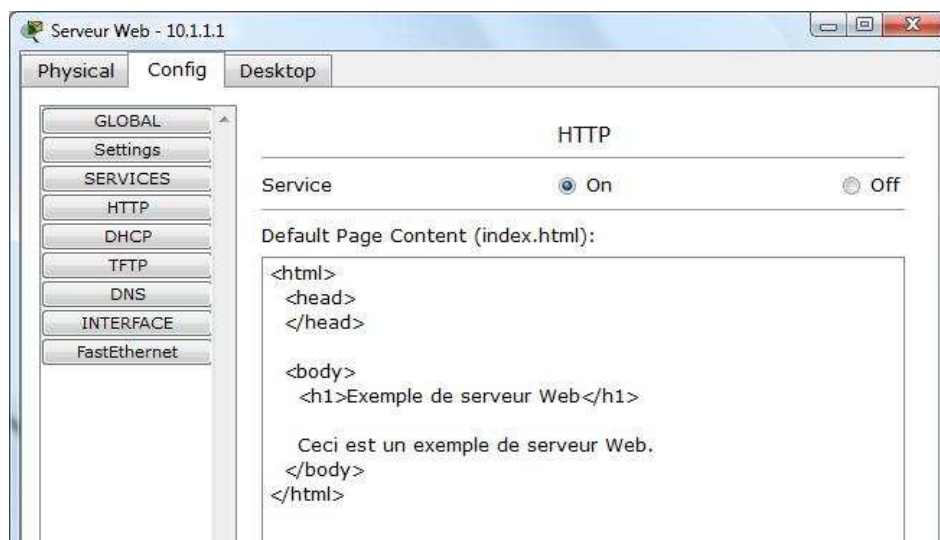 Serveur Web - 10.1.1.1
Physical Config Desktop
GLOBAL
Settings
SERVICES
HTTP
DHCP
TFTP
DNS
INTERFACE
FastEthernet
HTTP
Service On Off
Default Page Content (index.html):
<html>
<head>
</head>
<body>
<h1>Exemple de serveur Web</h1>
Ceci est un exemple de serveur Web.
</body>
</html>